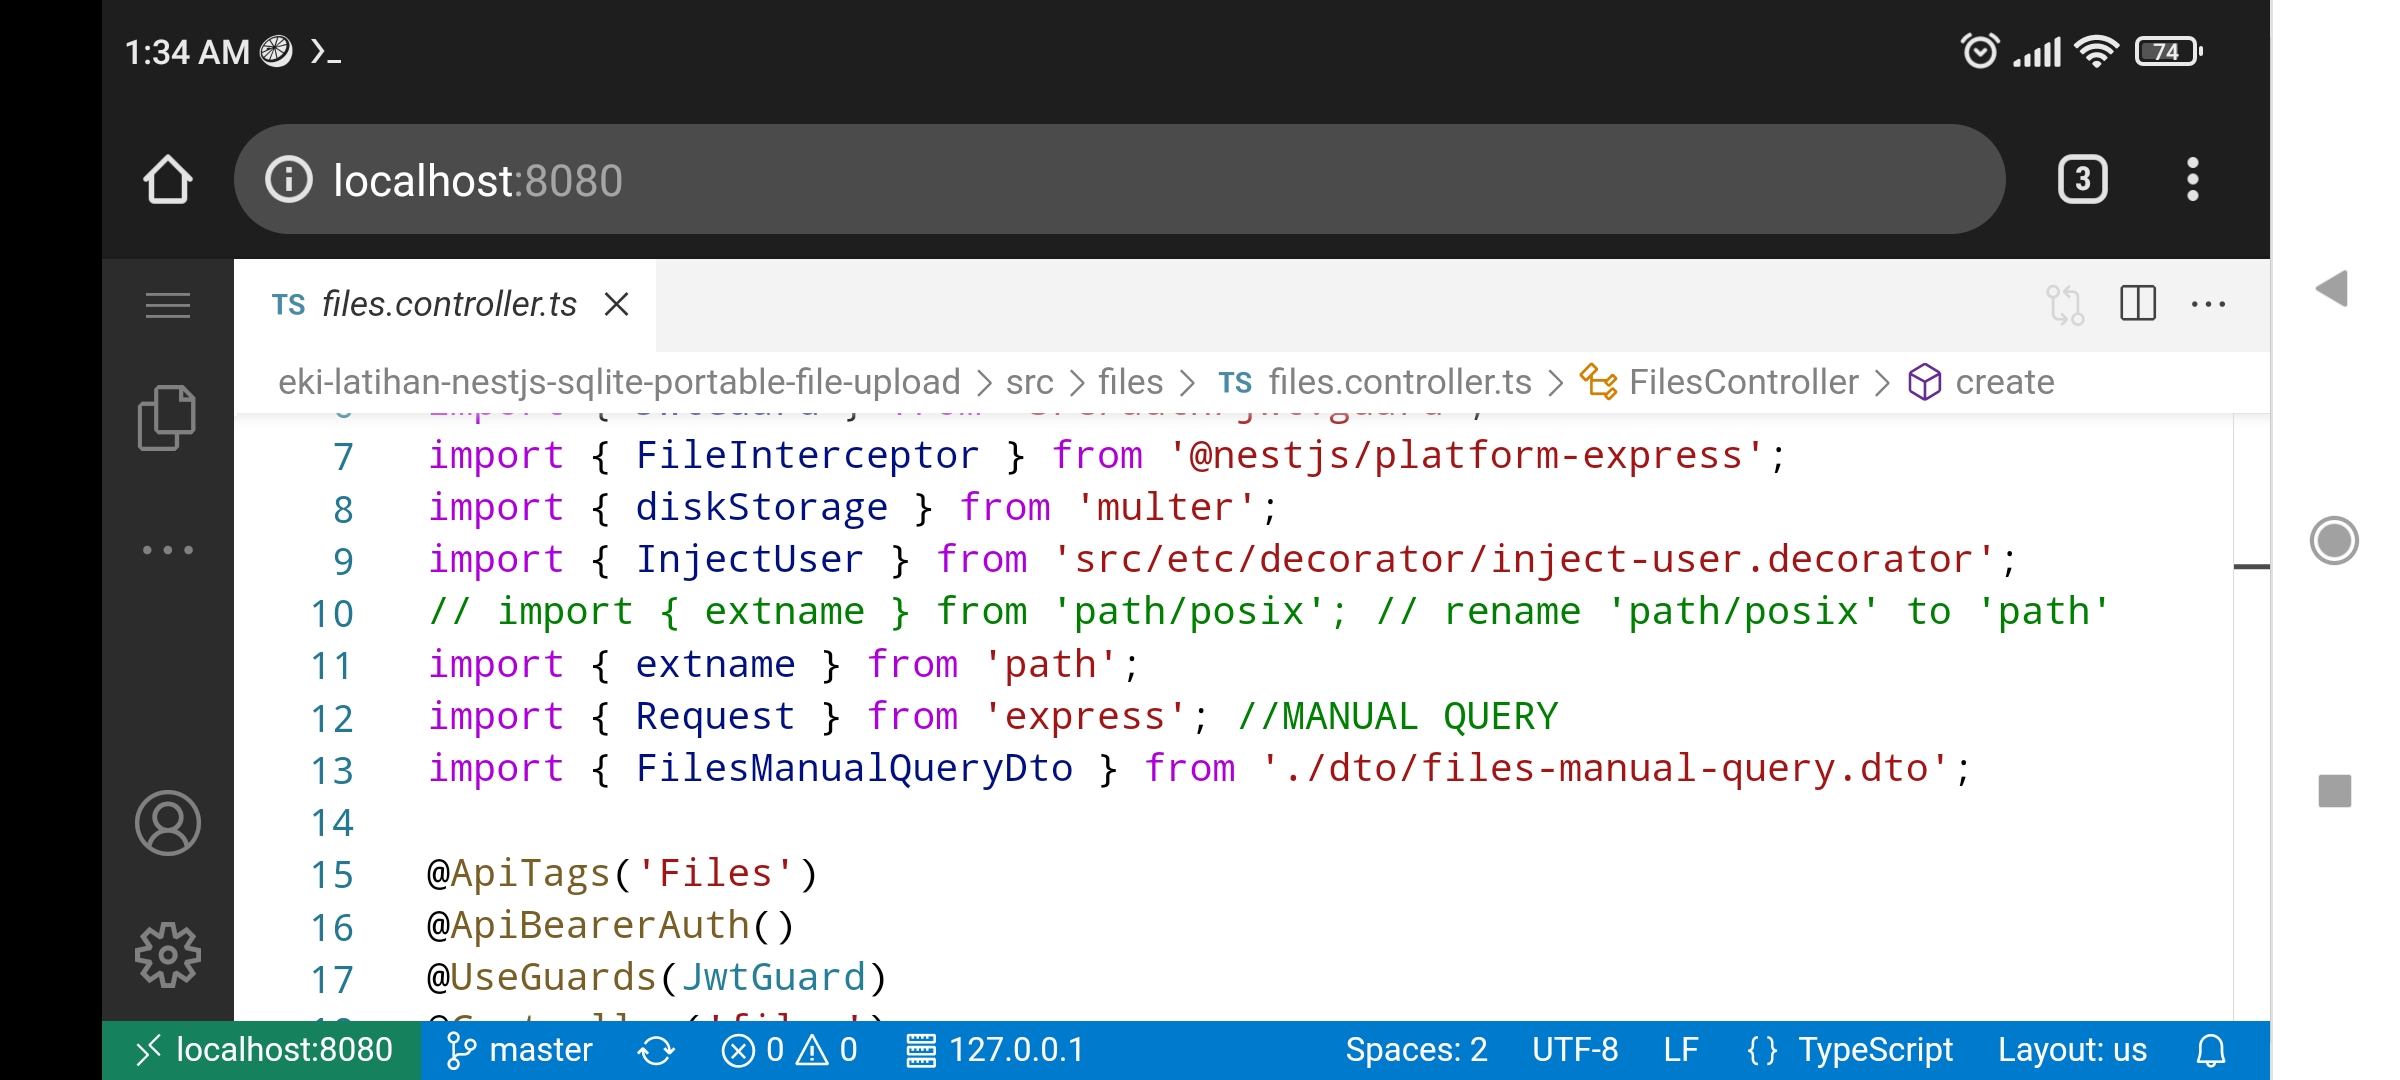 1:34 AM
74
localhost:8080
3
TS files.controller.ts
eki-latihan-nestjs-sqlite-portable-file-upload > src > files > TS files.controller.ts > FilesController > create
7 import { FileInterceptor } from '@nestjs/platform-express';
8 import { diskStorage } from 'multer';
9 import { InjectUser } from 'src/etc/decorator/inject-user.decorator';
10 // import { extname } from 'path/posix'; // rename 'path/posix' to 'path'
11 import { extname } from 'path';
12 import { Request } from 'express'; //MANUAL QUERY
13 import { FilesManualQueryDto } from './dto/files-manual-query.dto';
14
15 @ApiTags('Files')
16 @ApiBearerAuth()
17 @UseGuards(JwtGuard)
localhost:8080 master 0 0 127.0.0.1 Spaces: 2 UTF-8 LF {} TypeScript Layout: us